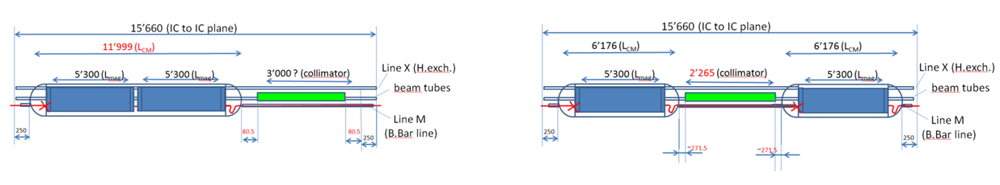 15’660 (IC to IC plane)
11’999 (LCM)
5’300 (Lmag)
5’300 (Lmag)
3’000 ? (collimator)
Line X (H.exch.)
beam tubes
Line M
(B.Bar line)
250
80.5
80.5
250
15’660 (IC to IC plane)
6’176 (LCM)
6’176 (LCM)
5’300 (Lmag)
2’265 (collimator)
5’300 (Lmag)
Line X (H.exch.)
beam tubes
Line M
(B.Bar line)
250
250
~271.5
~271.5